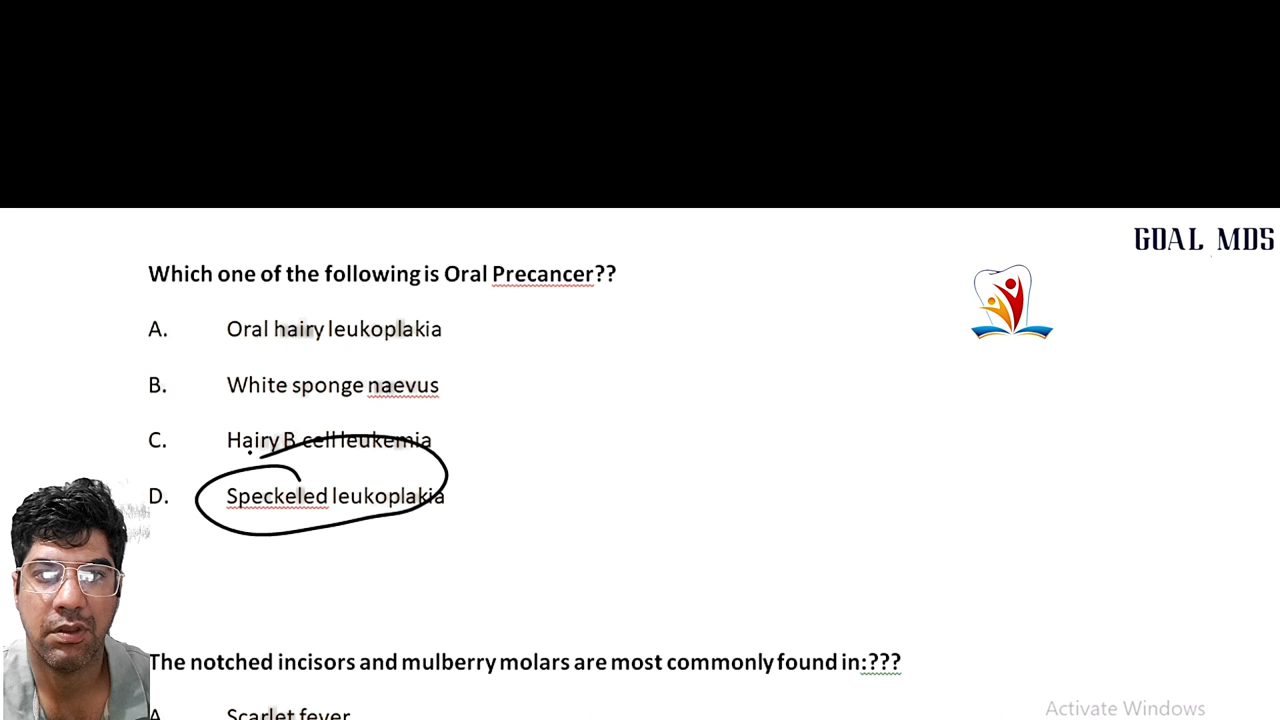 GOAL MDS
Which one of the following is Oral Precancer??
A. Oral hairy leukoplakia
B. White sponge naevus
C. Hairy B cell leukemia
D. Speckeled leukoplakia
The notched incisors and mulberry molars are most commonly found in:???
A. Scarlet fever
Activate Windows